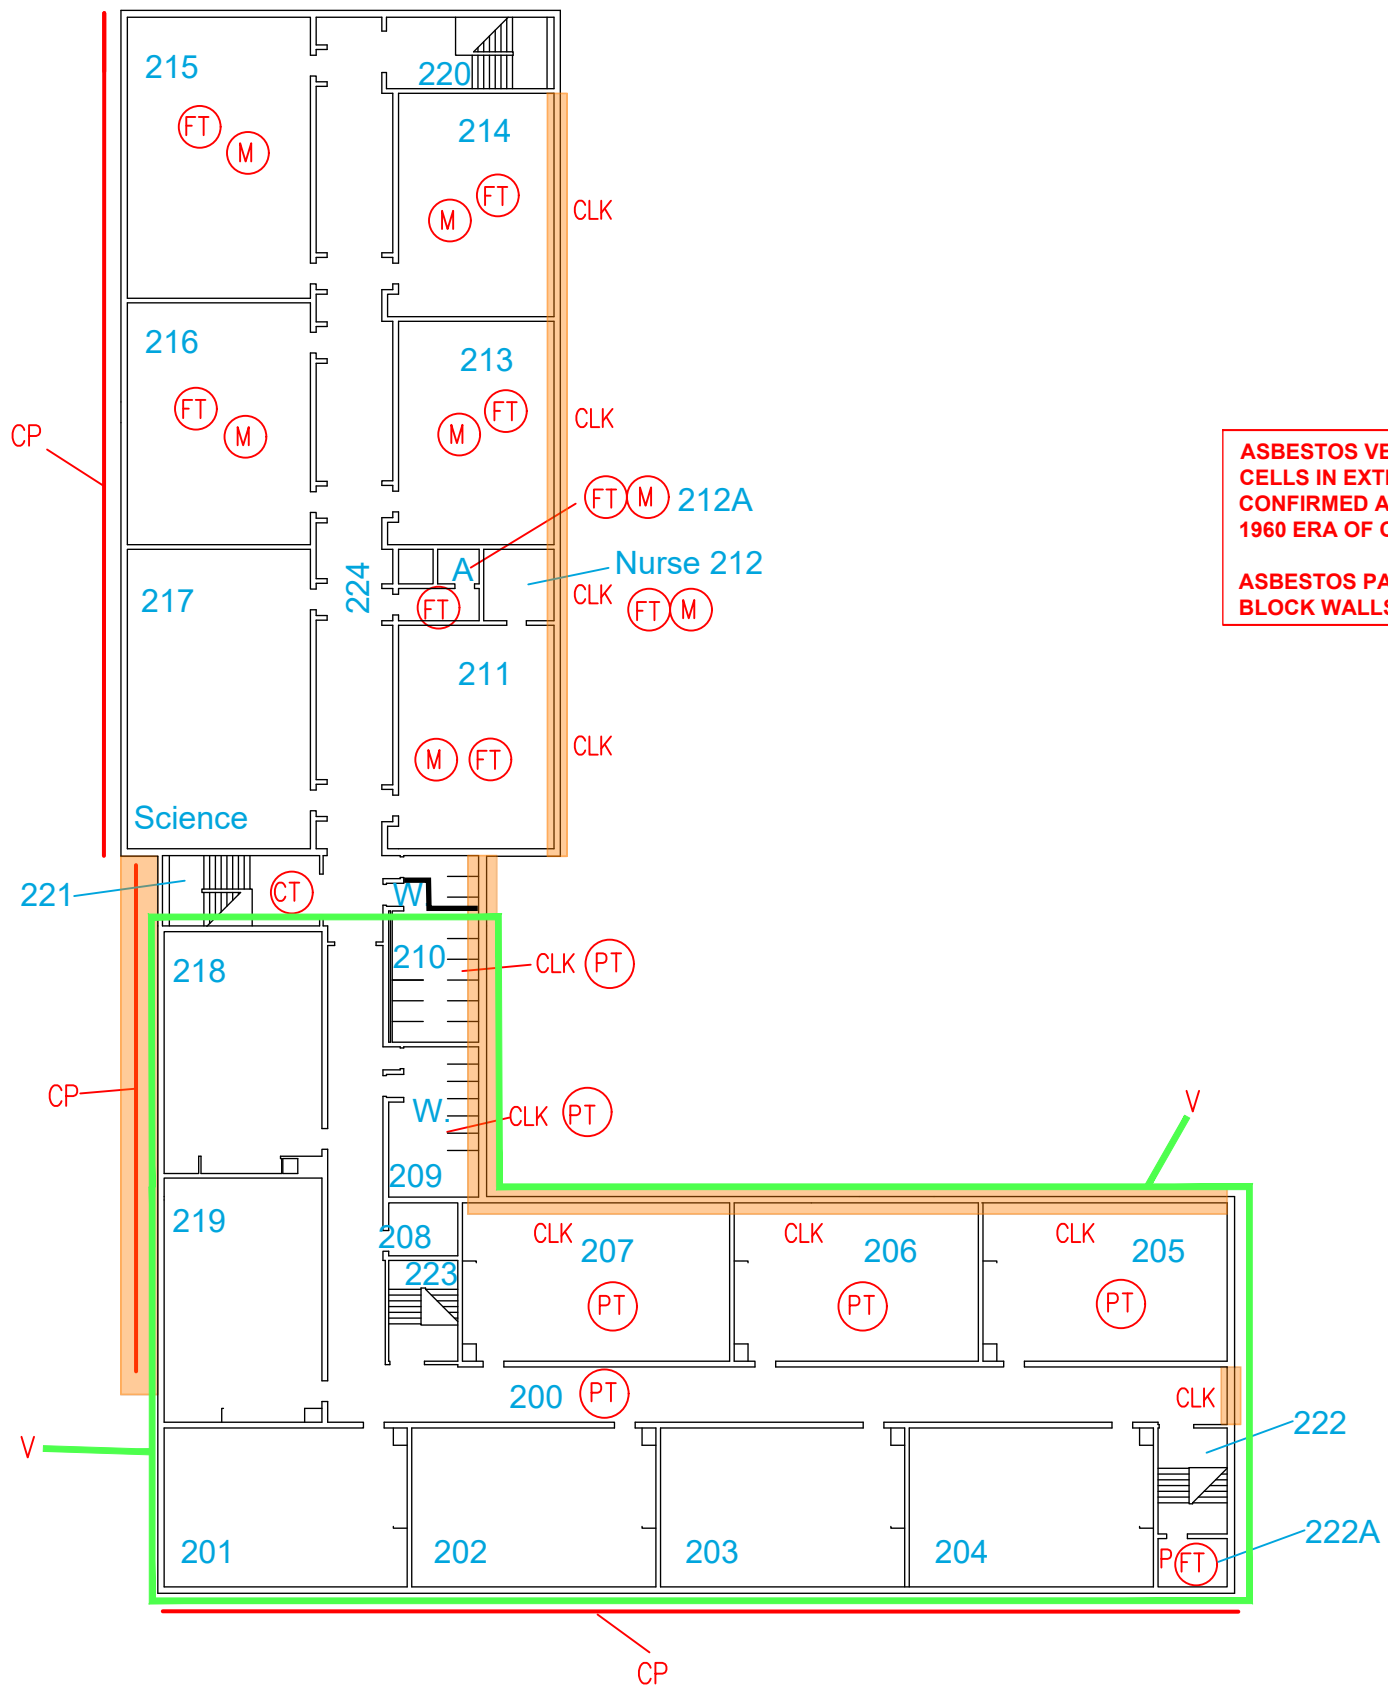 215
220
FT
M
214
FT
M
CLK
216
213
FT
M
FT
M
CLK
CP
ASBESTOS
CELLS IN
CONFIRMED
1960 ERA OF
ASBESTOS
BLOCK WALLS
FT M 212A
A
Nurse 212
224
CLK
FT
FT M
217
211
M FT
CLK
Science
221
CT
W
218
210
CLK PT
CP
W.
CLK PT
V
209
219
208
223
CLK
207
CLK
206
CLK
205
PT
PT
PT
200
PT
CLK
222
V
201
202
203
204
P
FT
222A
CP